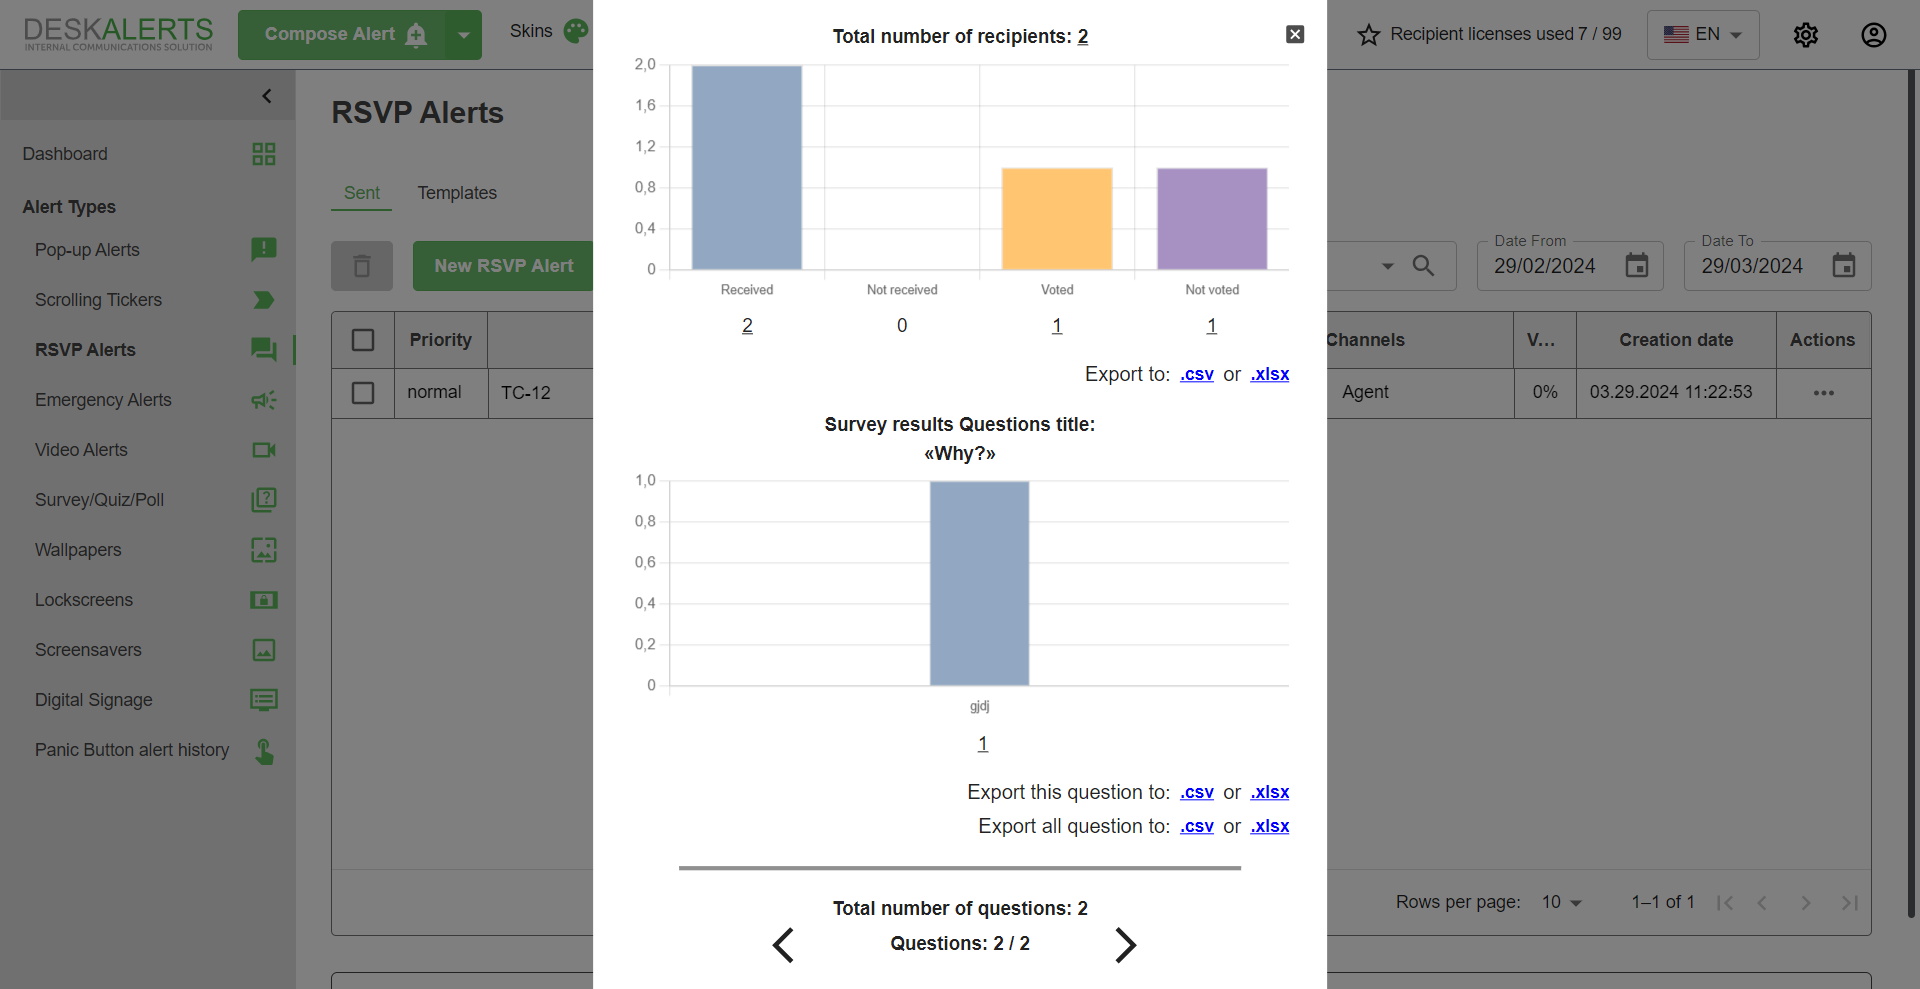 DESKALERTS
INTERNAL COMMUNICATIONS SOLUTION
Compose Alert
Skins
Recipient licenses used 7 / 99
EN
Dashboard
Alert Types
Pop-up Alerts
Scrolling Tickers
RSVP Alerts
Emergency Alerts
Video Alerts
Survey/Quiz/Poll
Wallpapers
Lockscreens
Screensavers
Digital Signage
Panic Button alert history
RSVP Alerts
Sent Templates
New RSVP Alert
Date From
29/02/2024
Date To
29/03/2024
Priority Channels V... Creation date Actions
normal TC-12 Agent 0% 03.29.2024 11:22:53
Rows per page: 10 1–1 of 1
Total number of recipients: 2
2,0
1,6
1,2
0,8
0,4
0
Received Not received Voted Not voted
2 0 1 1
Export to: .csv or .xlsx
Survey results Questions title:
«Why?»
1,0
0,8
0,6
0,4
0,2
0
gjdj
1
Export this question to: .csv or .xlsx
Export all question to: .csv or .xlsx
Total number of questions: 2
Questions: 2 / 2